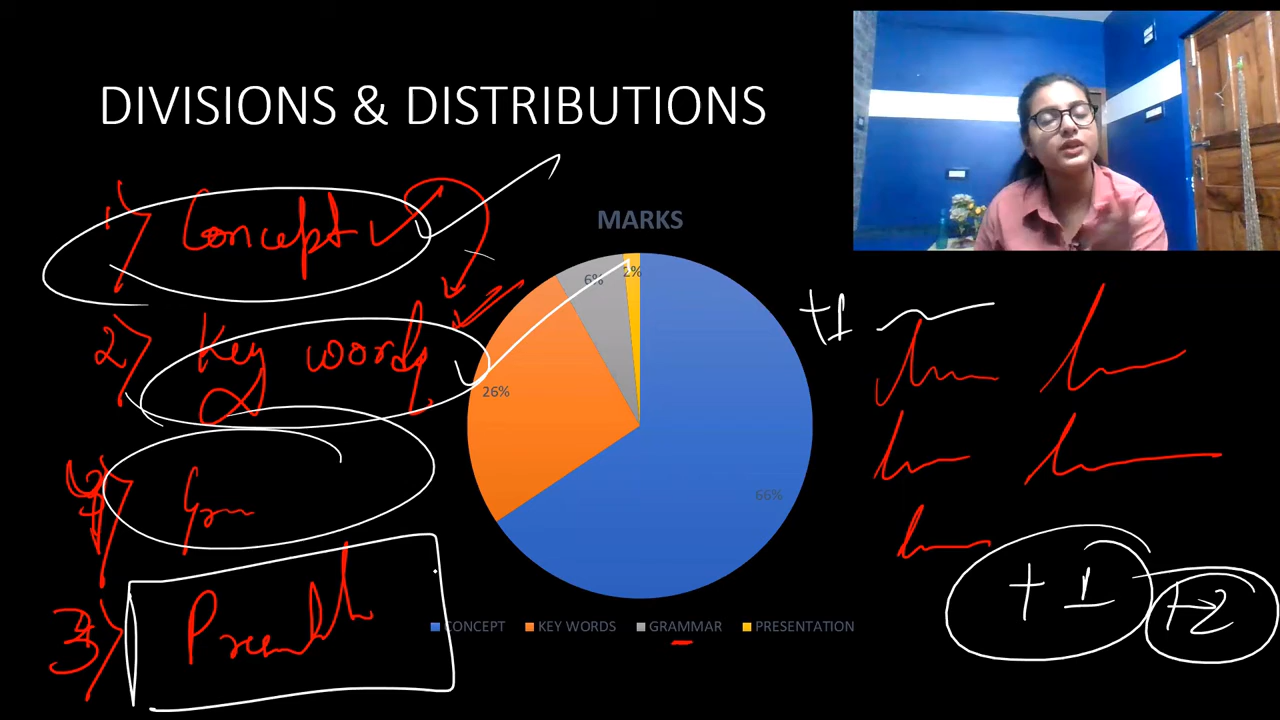 DIVISIONS & DISTRIBUTIONS
1) Concept
MARKS
6%
2%
+1
2) Key words
26%
66%
+1
+2
CONCEPT KEY WORDS GRAMMAR PRESENTATION